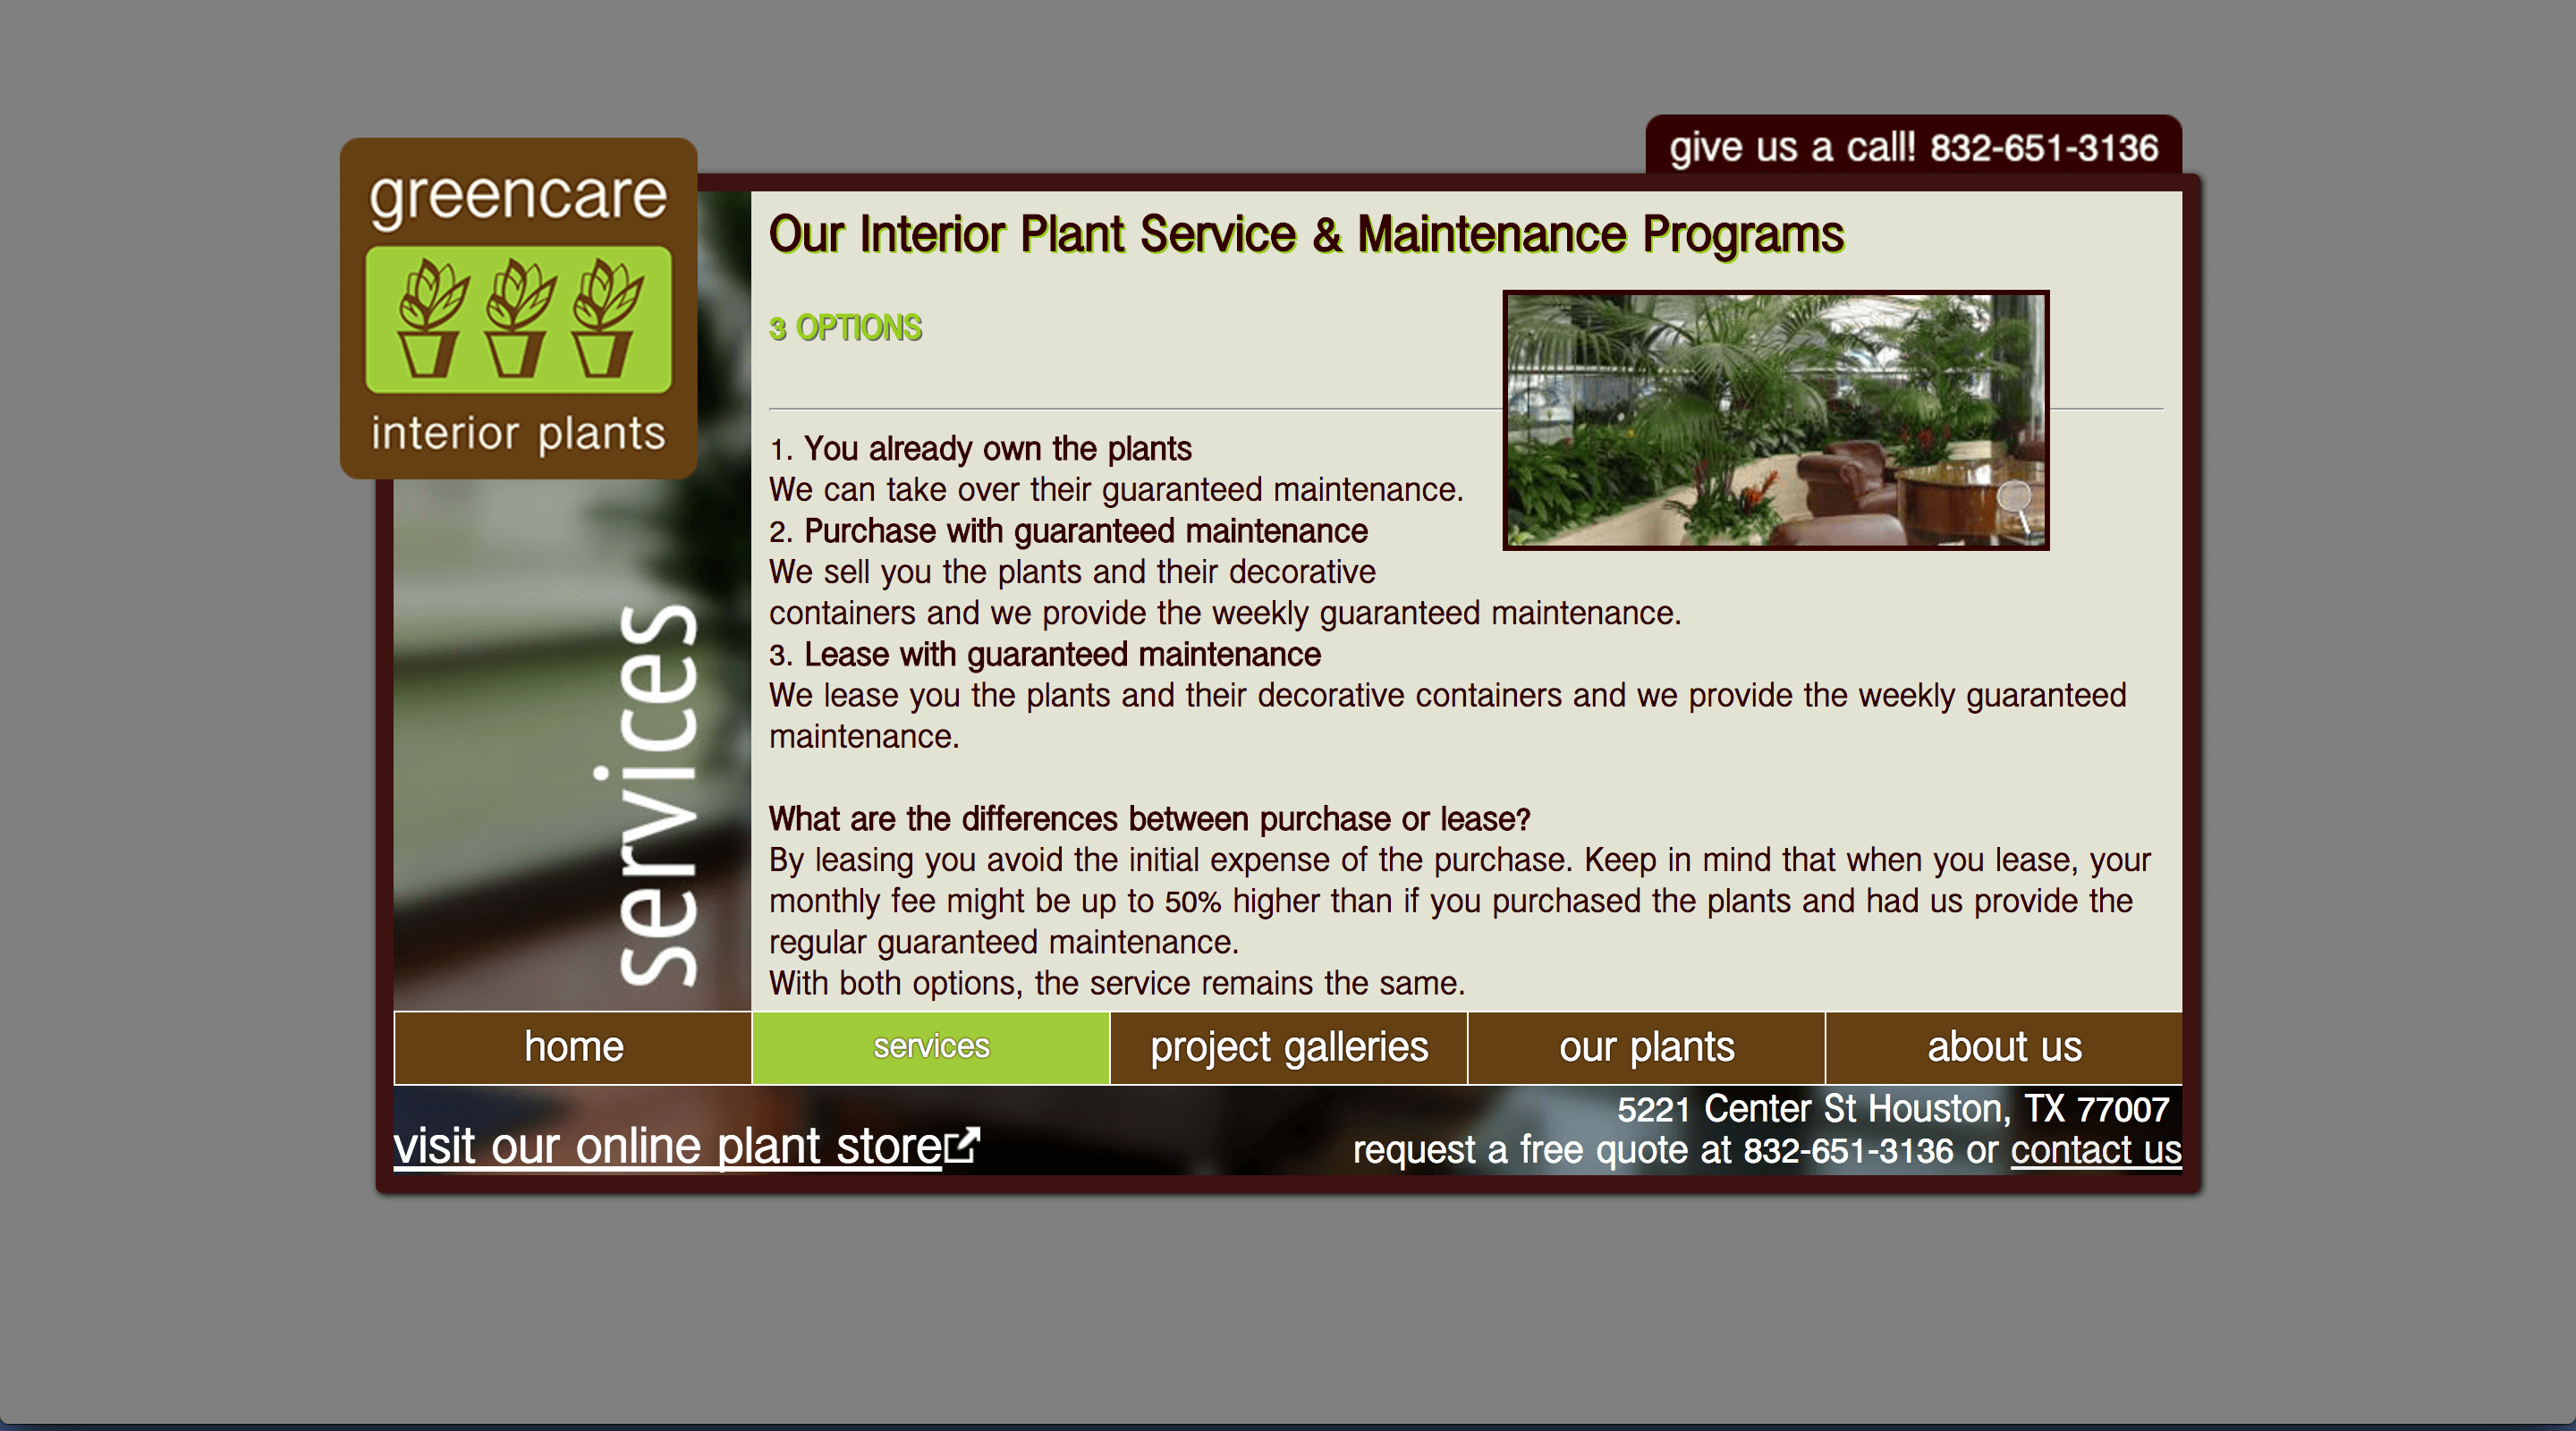 give us a call! 832-651-3136
greencare
interior plants
services
Our Interior Plant Service & Maintenance Programs
3 OPTIONS
1. You already own the plants
We can take over their guaranteed maintenance.
2. Purchase with guaranteed maintenance
We sell you the plants and their decorative
containers and we provide the weekly guaranteed maintenance.
3. Lease with guaranteed maintenance
We lease you the plants and their decorative containers and we provide the weekly guaranteed
maintenance.
What are the differences between purchase or lease?
By leasing you avoid the initial expense of the purchase. Keep in mind that when you lease, your
monthly fee might be up to 50% higher than if you purchased the plants and had us provide the
regular guaranteed maintenance.
With both options, the service remains the same.
home
services
project galleries
our plants
about us
visit our online plant store
5221 Center St Houston, TX 77007
request a free quote at 832-651-3136 or contact us